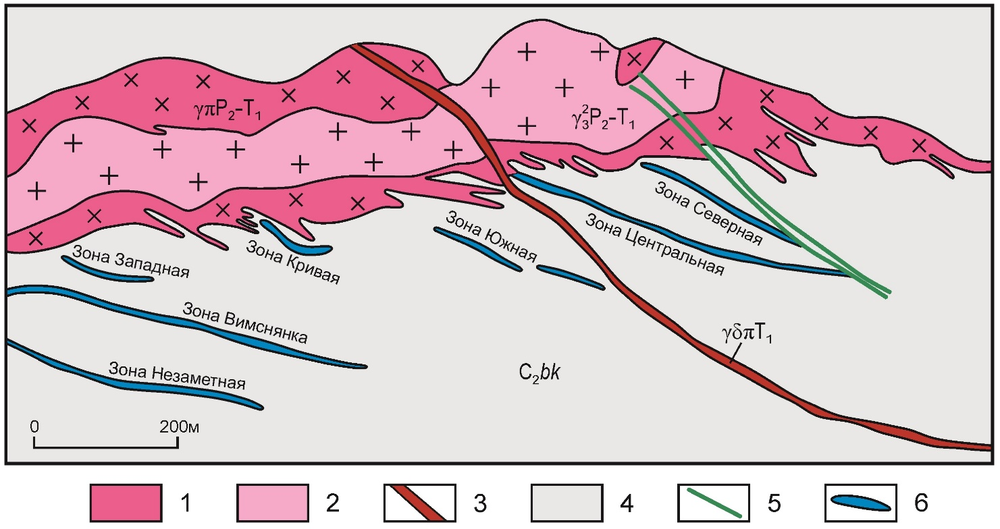 γπP₂-T₁
γ₃²P₂-T₁
Зона Северная
Зона Центральная
Зона Южная
Зона Кривая
Зона Западная
Зона Вимснянка
γδπT₁
C₂bk
Зона Незаметная
0 200м
1 2 3 4 5 6